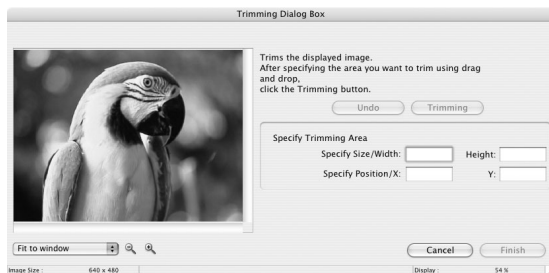 Trimming Dialog Box
Trims the displayed image.
After specifying the area you want to trim using drag
and drop,
click the Trimming button.
Undo Trimming
Specify Trimming Area
Specify Size/Width: Height:
Specify Position/X: Y:
Fit to window
Cancel Finish
Image Size : 640 x 480 Display : 54 %